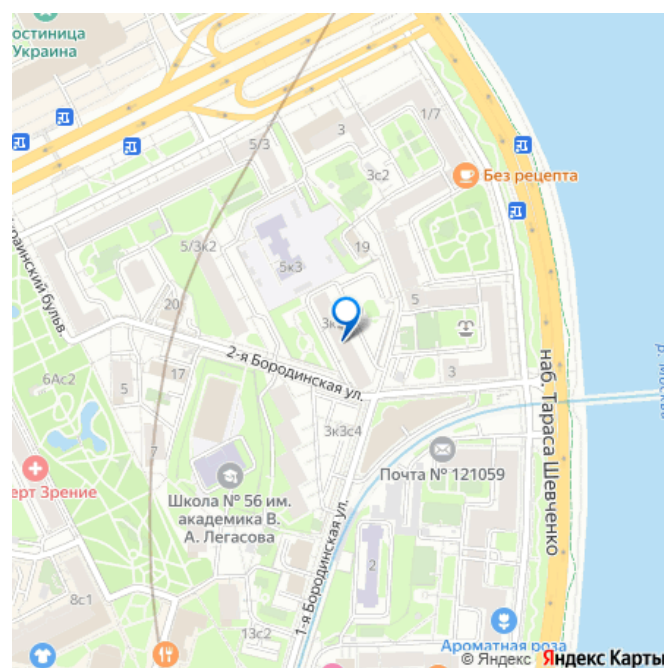 остиница
Украина
1/7
3
5/3
3с2
Без рецепта
19
5/3к2
5к3
5
20
3к
2-я Бородинская ул.
3
17
5
6Ас2
7
3к3с4
Почта № 121059
наб. Тараса Шевченко
ерт Зрение
Школа № 56 им.
академика В.
А. Легасова
1-я Бородинская ул.
2
8с1
13с2
Ароматная роза
© Яндекс Яндекс Карты